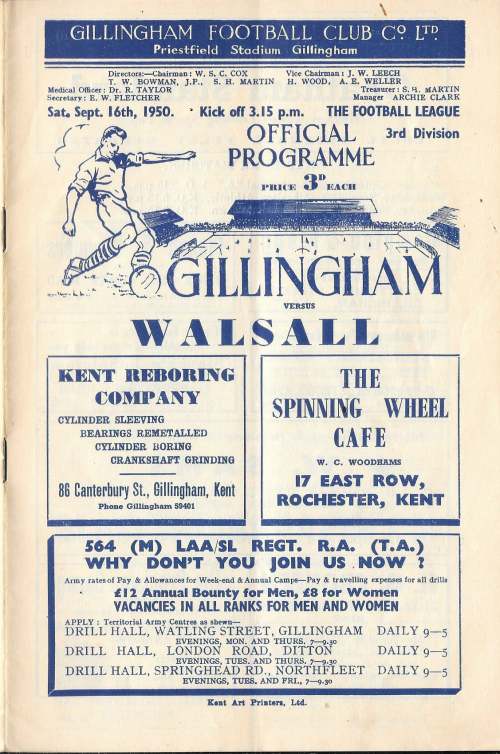 GILLINGHAM FOOTBALL CLUB Co LTD.
Priestfield Stadium Gillingham
Directors:—Chairman: W. S. C. COX Vice Chairman: J. W. LEECH
T. W. BOWMAN, J.P., S. H. MARTIN H. WOOD, A. E. WELLER
Medical Officer: Dr. R. TAYLOR Treasurer: S. H. MARTIN
Secretary: E. W. FLETCHER Manager ARCHIE CLARK
Sat. Sept. 16th, 1950. Kick off 3.15 p.m. THE FOOTBALL LEAGUE
3rd Division
OFFICIAL
PROGRAMME
PRICE 3D EACH
GILLINGHAM
VERSUS
WALSALL
KENT REBORING
COMPANY
CYLINDER SLEEVING
BEARINGS REMETALLED
CYLINDER BORING
CRANKSHAFT GRINDING
86 Canterbury St., Gillingham, Kent
Phone Gillingham 59401
THE
SPINNING WHEEL
CAFE
W. C. WOODHAMS
17 EAST ROW,
ROCHESTER, KENT
564 (M) LAA/SL REGT. R.A. (T.A.)
WHY DON'T YOU JOIN US NOW ?
Army rates of Pay & Allowances for Week-end & Annual Camps—Pay & travelling expenses for all drills
£12 Annual Bounty for Men, £8 for Women
VACANCIES IN ALL RANKS FOR MEN AND WOMEN
APPLY : Territorial Army Centres as shewn—
DRILL HALL, WATLING STREET, GILLINGHAM DAILY 9—5
EVENINGS, MON. AND THURS. 7—9.30
DRILL HALL, LONDON ROAD, DITTON DAILY 9—5
EVENINGS, TUES. AND THURS. 7—9.30
DRILL HALL, SPRINGHEAD RD., NORTHFLEET DAILY 9—5
EVENINGS, TUES. AND FRI., 7—9.30
Kent Art Printers, Ltd.